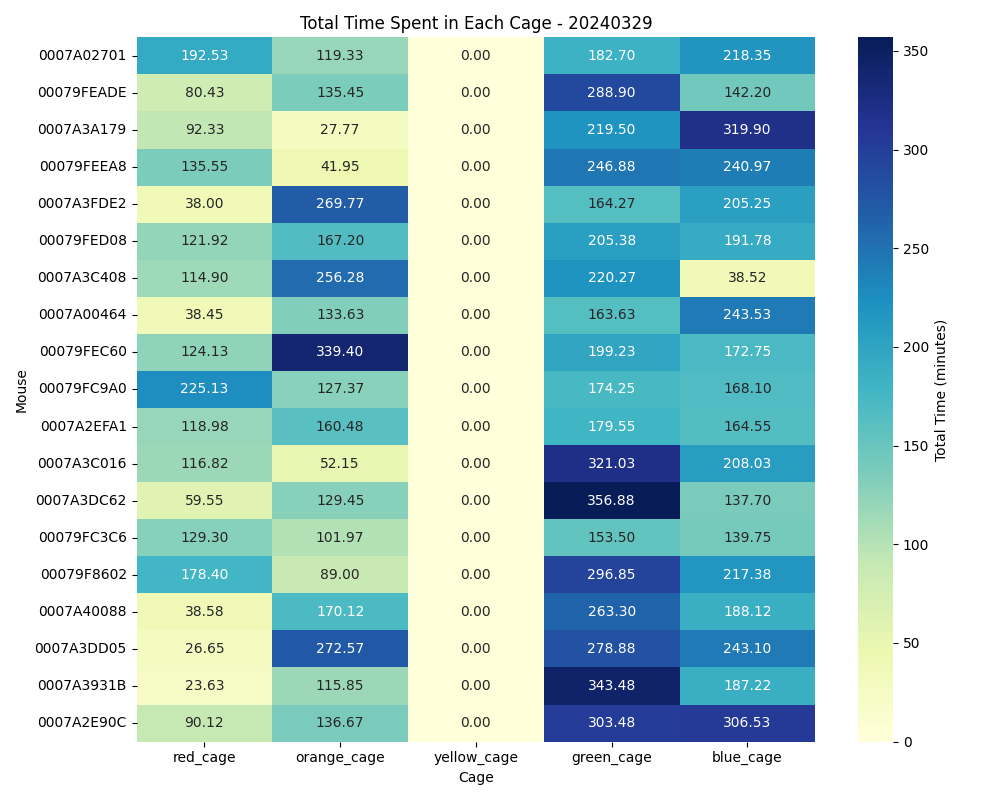 Total Time Spent in Each Cage - 20240329
0007A02701 192.53 119.33 0.00 182.70 218.35
00079FEADE 80.43 135.45 0.00 288.90 142.20
0007A3A179 92.33 27.77 0.00 219.50 319.90
00079FEEA8 135.55 41.95 0.00 246.88 240.97
0007A3FDE2 38.00 269.77 0.00 164.27 205.25
00079FED08 121.92 167.20 0.00 205.38 191.78
0007A3C408 114.90 256.28 0.00 220.27 38.52
0007A00464 38.45 133.63 0.00 163.63 243.53
00079FEC60 124.13 339.40 0.00 199.23 172.75
00079FC9A0 225.13 127.37 0.00 174.25 168.10
0007A2EFA1 118.98 160.48 0.00 179.55 164.55
0007A3C016 116.82 52.15 0.00 321.03 208.03
0007A3DC62 59.55 129.45 0.00 356.88 137.70
00079FC3C6 129.30 101.97 0.00 153.50 139.75
00079F8602 178.40 89.00 0.00 296.85 217.38
0007A40088 38.58 170.12 0.00 263.30 188.12
0007A3DD05 26.65 272.57 0.00 278.88 243.10
0007A3931B 23.63 115.85 0.00 343.48 187.22
0007A2E90C 90.12 136.67 0.00 303.48 306.53
red_cage orange_cage yellow_cage green_cage blue_cage
Cage
Mouse
350
300
250
200
150
100
50
0
Total Time (minutes)